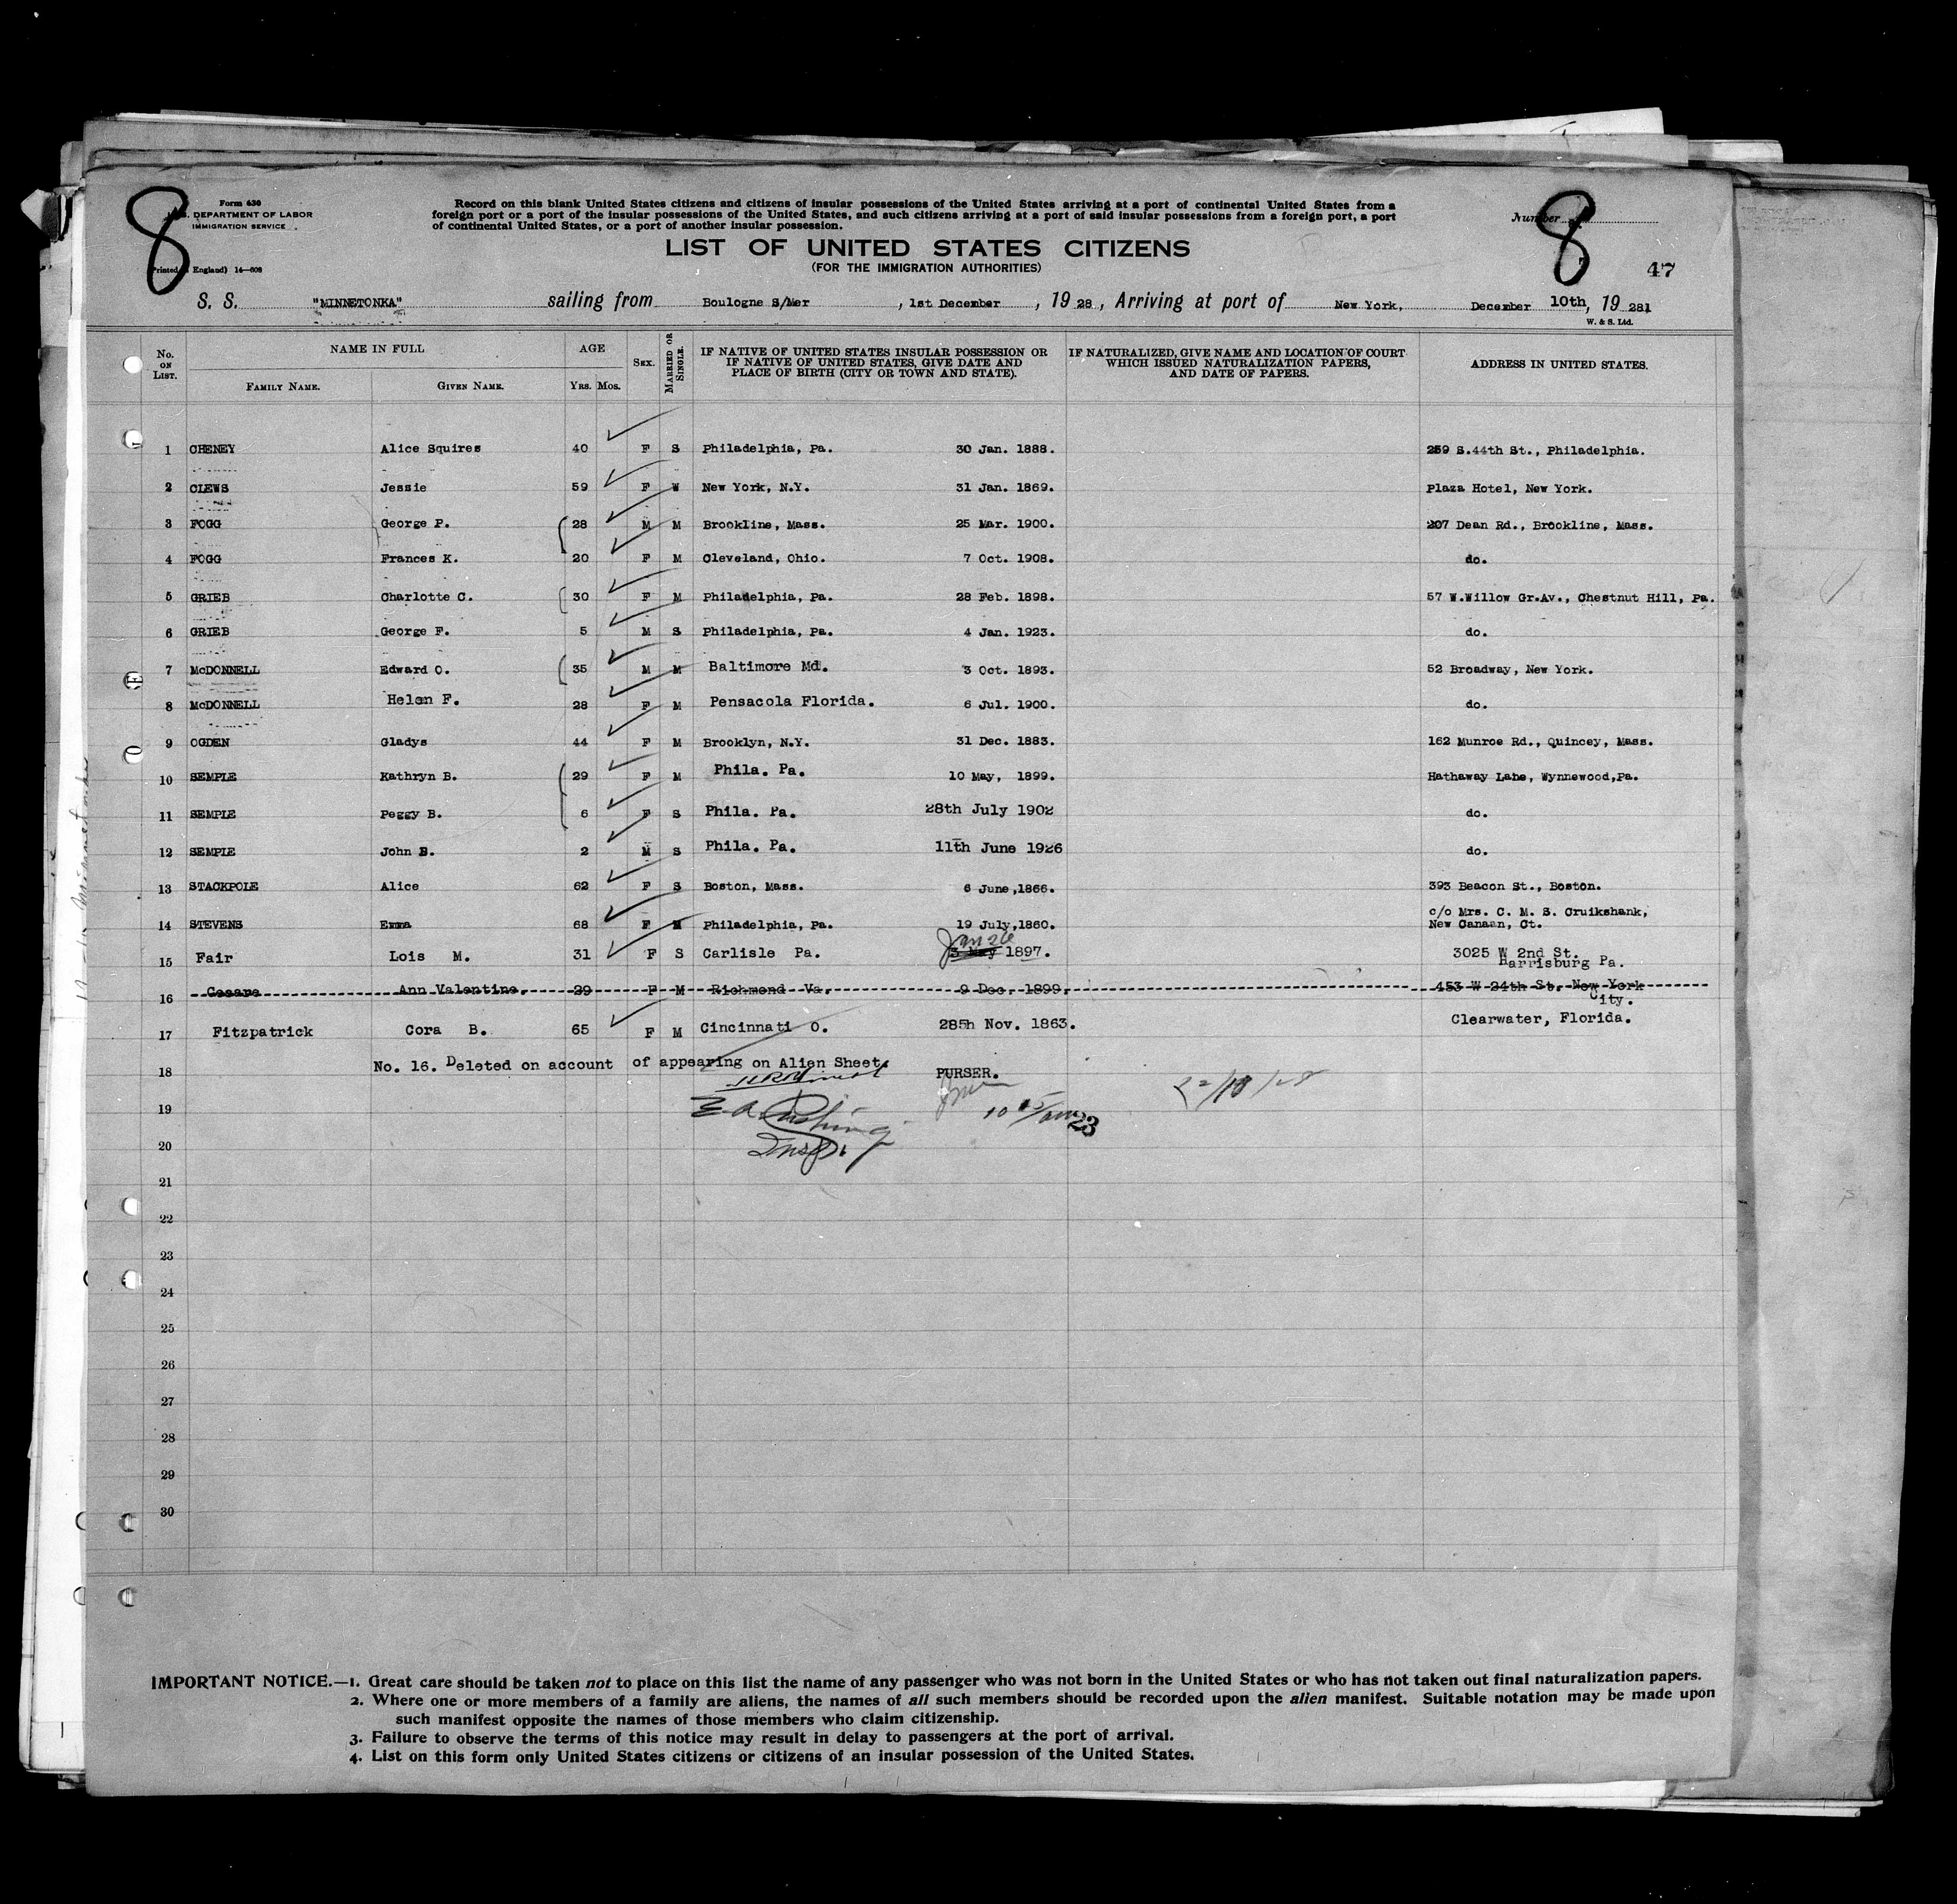 8
Form 630
DEPARTMENT OF LABOR
IMMIGRATION SERVICE
England) 14—608
Record on this blank United States citizens and citizens of insular possessions of the United States arriving at a port of continental United States from a
foreign port or a port of the insular possessions of the United States, and such citizens arriving at a port of said insular possessions from a foreign port, a port
of continental United States, or a port of another insular possession.
Number 8
47
LIST OF UNITED STATES CITIZENS
(FOR THE IMMIGRATION AUTHORITIES)
S. S. "MINNETONKA" sailing from Boulogne S/Mer, 1st December, 19 28, Arriving at port of New York, December 10th, 19 281
W. & S. Ltd.
No. ON LIST. NAME IN FULL FAMILY NAME. GIVEN NAME. AGE YRS. MOS. SEX. MARRIED OR SINGLE. IF NATIVE OF UNITED STATES INSULAR POSSESSION OR IF NATIVE OF UNITED STATES, GIVE DATE AND PLACE OF BIRTH (CITY OR TOWN AND STATE). IF NATURALIZED, GIVE NAME AND LOCATION OF COURT WHICH ISSUED NATURALIZATION PAPERS, AND DATE OF PAPERS. ADDRESS IN UNITED STATES.
1 CHENEY Alice Squires 40 F S Philadelphia, Pa. 30 Jan. 1888. 259 S.44th St., Philadelphia.
2 CLEWS Jessie 59 F W New York, N.Y. 31 Jan. 1869. Plaza Hotel, New York.
3 FOGG George P. 28 M M Brookline, Mass. 25 Mar. 1900. 207 Dean Rd., Brookline, Mass.
4 FOGG Frances K. 20 F M Cleveland, Ohio. 7 Oct. 1908. do.
5 GRIEB Charlotte C. 30 F M Philadelphia, Pa. 28 Feb. 1898. 57 W.Willow Gr.Av., Chestnut Hill, Pa.
6 GRIEB George F. 5 M S Philadelphia, Pa. 4 Jan. 1923. do.
7 McDONNELL Edward O. 35 M M Baltimore Md. 3 Oct. 1893. 52 Broadway, New York.
8 McDONNELL Helen F. 28 F M Pensacola Florida. 6 Jul. 1900. do.
9 OGDEN Gladys 44 F M Brooklyn, N.Y. 31 Dec. 1883. 162 Munroe Rd., Quincey, Mass.
10 SEMPLE Kathryn B. 29 F M Phila. Pa. 10 May, 1899. Hathaway Lane, Wynnewood,Pa.
11 SEMPLE Peggy B. 6 F S Phila. Pa. 28th July 1902 do.
12 SEMPLE John B. 2 M S Phila. Pa. 11th June 1926 do.
13 STACKPOLE Alice 62 F S Boston, Mass. 6 June,1866. 393 Beacon St., Boston.
14 STEVENS Emma 68 F M Philadelphia, Pa. 19 July,1860. c/o Mrs. C. M. S. Cruikshank,
New Canaan, Ct.
Jan 26
15 Fair Lois M. 31 F S Carlisle Pa. 3 May 1897. 3025 W 2nd St.
Harrisburg Pa.
16 Cesare Ann Valentine. 29 F M Richmond Va. 9 Dec. 1899. 453 W 24th St. New York
City.
17 Fitzpatrick Cora B. 65 F M Cincinnati O. 285h Nov. 1863. Clearwater, Florida.
18 No. 16. Deleted on account of appearing on Alien Sheet.
PURSER.
19
20 Insp.
21
22
23
24
25
26
27
28
29
30
IMPORTANT NOTICE.—1. Great care should be taken not to place on this list the name of any passenger who was not born in the United States or who has not taken out final naturalization papers.
2. Where one or more members of a family are aliens, the names of all such members should be recorded upon the alien manifest. Suitable notation may be made upon
such manifest opposite the names of those members who claim citizenship.
3. Failure to observe the terms of this notice may result in delay to passengers at the port of arrival.
4. List on this form only United States citizens or citizens of an insular possession of the United States.